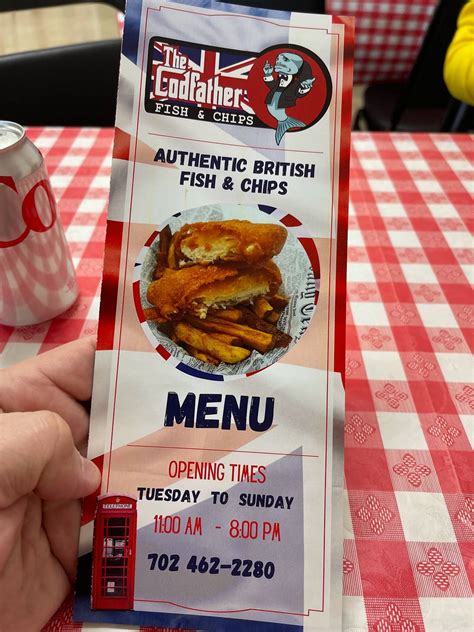 The
Codfather
FISH & CHIPS
AUTHENTIC BRITISH
FISH & CHIPS
MENU
OPENING TIMES
TUESDAY TO SUNDAY
11:00 AM - 8:00 PM
702 462-2280
TELEPHONE